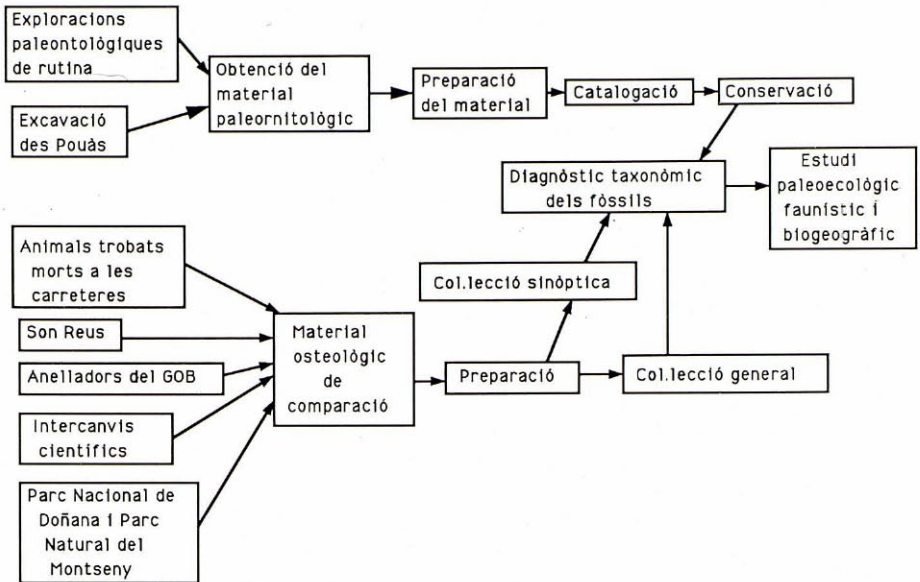 Exploracions
paleontològiques
de rutina
Excavació
des Pouàs
Obtenció del
material
paleornitològic
Preparació
del material
Catalogació
Conservació
Diagnòstic taxonòmic
dels fòssils
Estudi
paleoecològic
faunístic i
biogeogràfic
Animals trobats
morts a les
carreteres
Son Reus
Anelladors del GOB
Intercanvis
científics
Parc Nacional de
Doñana i Parc
Natural del
Montseny
Material
osteològic
de
comparació
Preparació
Col.lecció sinòptica
Col.lecció general